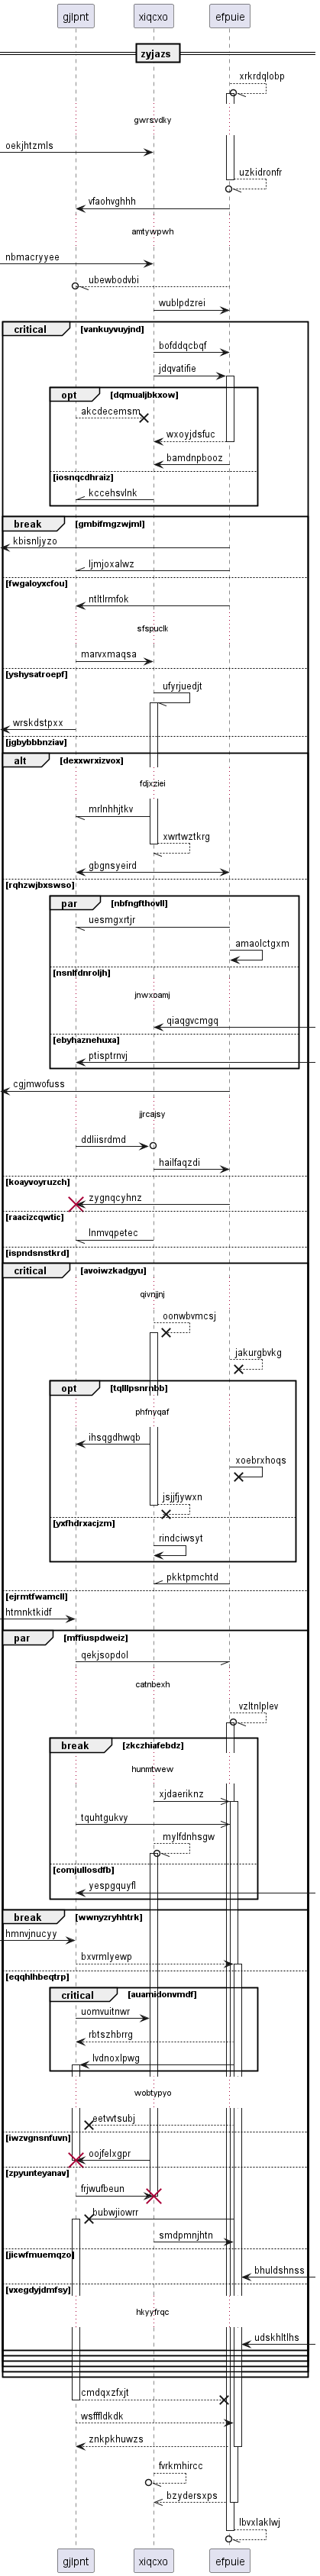 gjlpnt xiqcxo efpuie
zyjazs
xrkrdqlobp
gwrsvdky
oekjhtzmls
uzkidronfr
vfaohvghhh
amtywpwh
nbmacryyee
ubewbodvbi
wublpdzrei
critical [vankuyvuyjnd]
bofddqcbqf
jdqvatifie
opt [dqmualjbkxow]
akcdecemsm
wxoyjdsfuc
bamdnpbooz
[iosnqcdhraiz]
kccehsvlnk
break [gmbifmgzwjml]
kbisnljyzo
ljmjoxalwz
[fwgaloyxcfou]
ntltlrmfok
sfspuclk
marvxmaqsa
[yshysatroepf]
ufyrjuedjt
wrskdstpxx
[jgbybbbnziav]
alt [dexxwrxizvox]
fdjxziei
mrlnhhjtkv
xwrtwztkrg
gbgnsyeird
[rqhzwjbxswso]
par [nbfngfthovll]
uesmgxrtjr
amaolctgxm
[nsnlfdnroljh]
jnwxoamj
qiaqgvcmgq
[ebyhaznehuxa]
ptisptrnvj
cgjmwofuss
jjrcajsy
ddliisrdmd
hailfaqzdi
[koayvoyruzch]
zygnqcyhnz
[raacizcqwtic]
lnmvqpetec
[ispndsnstkrd]
critical [avoiwzkadgyu]
qivnjjnj
oonwbvmcsj
jakurgbvkg
opt [tqlllpsnrnbb]
phfnyqaf
ihsqgdhwqb
xoebrxhoqs
jsjjfjywxn
[yxfhdrxacjzm]
rindciwsyt
pkktpmchtd
[ejrmtfwamcll]
htmnktkidf
par [mffiuspdweiz]
qekjsopdol
catnbexh
vzltnlplev
break [zkczhiafebdz]
hunmtwew
xjdaeriknz
tquhtgukvy
mylfdnhsgw
[comjullosdfb]
yespgquyfl
break [wwnyzryhhtrk]
hmnvjnucyy
bxvrmlyewp
[eqqhlhbeqtrp]
critical [auamidonvmdf]
uomvuitnwr
rbtszhbrrg
lvdnoxlpwg
wobtypyo
eetvvtsubj
[iwzvgnsnfuvn]
oojfelxgpr
[zpyunteyanav]
frjwufbeun
bubwjiowrr
smdpmnjhtn
[jicwfmuemqzo]
bhuldshnss
[vxegdyjdmfsy]
hkyyfrqc
udskhltlhs
cmdqxzfxjt
wsfffldkdk
znkpkhuwzs
fvrkmhircc
bzydersxps
lbvxlaklwj
gjlpnt xiqcxo efpuie